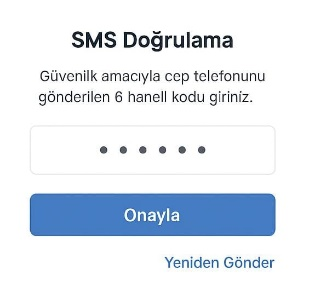 SMS Doğrulama
Güvenilk amacıyla cep telefonunu
gönderilen 6 hanell kodu giriniz.
Onayla
Yeniden Gönder